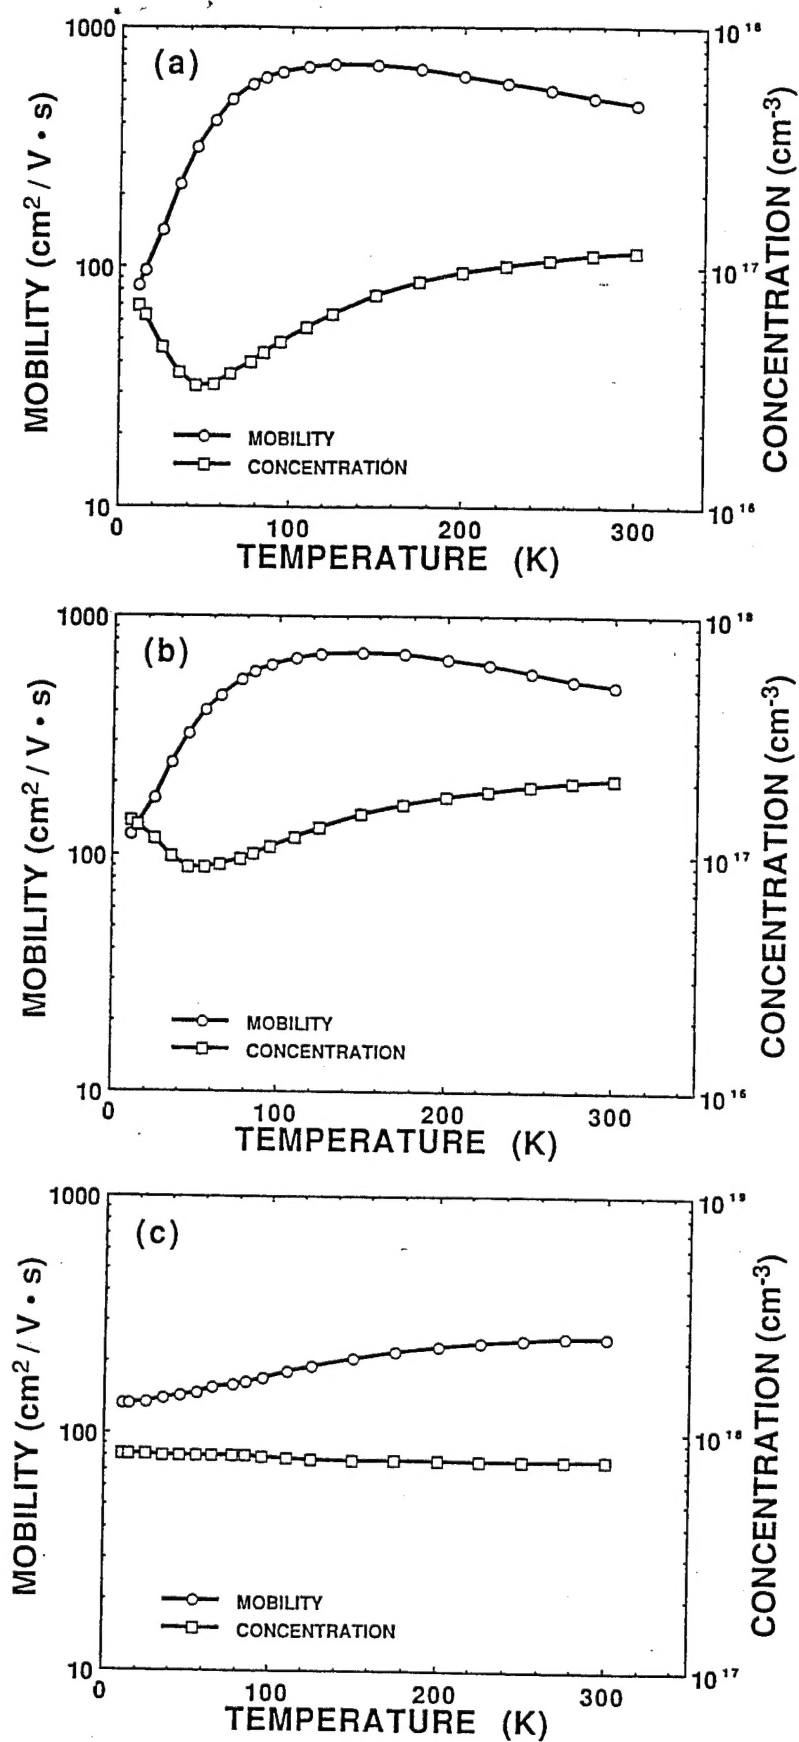 1000
(a)
10¹⁸
MOBILITY (cm²/V•s)
CONCENTRATION (cm⁻³)
100
10¹⁷
MOBILITY
CONCENTRATION
10
10¹⁶
0 100 200 300
TEMPERATURE (K)
1000
(b)
10¹⁸
MOBILITY (cm²/V•s)
CONCENTRATION (cm⁻³)
100
10¹⁷
MOBILITY
CONCENTRATION
10
10¹⁶
0 100 200 300
TEMPERATURE (K)
1000
(c)
10¹⁹
MOBILITY (cm²/V•s)
CONCENTRATION (cm⁻³)
100
10¹⁸
MOBILITY
CONCENTRATION
10
10¹⁷
0 100 200 300
TEMPERATURE (K)